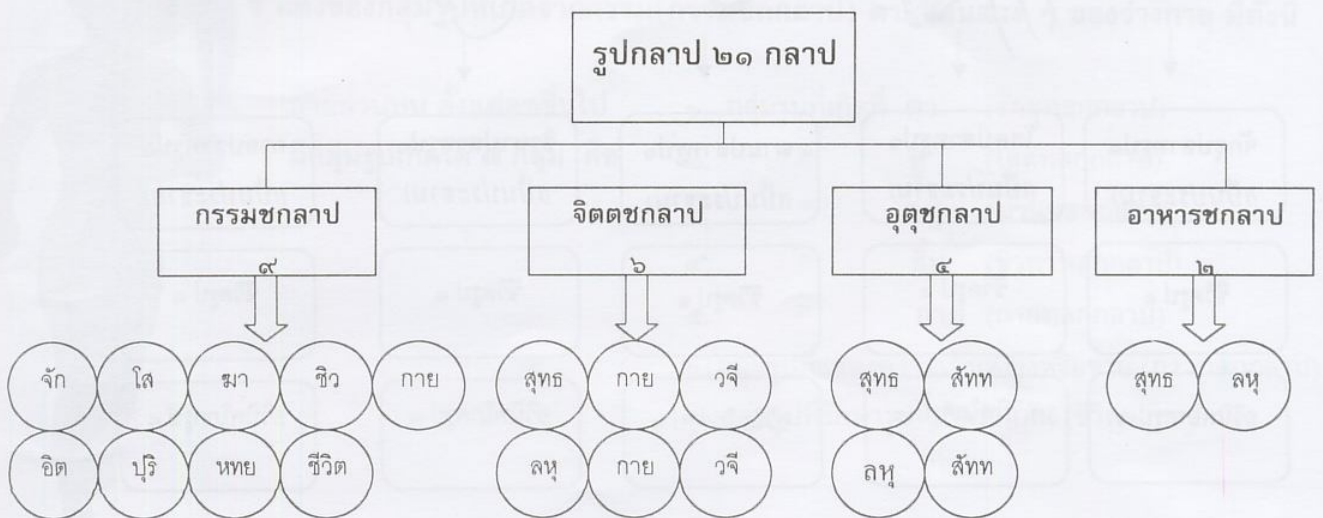 รูปกลาป ๒๑ กลาป
กรรมชกลาป
๙
จิตตชกลาป
๖
อุตุชกลาป
๔
อาหารชกลาป
๒
จัก โส ฆา ชิว กาย
อิต ปุริ หทย ชีวิต
สุทธ กาย วจี
ลหุ กาย วจี
สุทธ สัทท
ลหุ สัทท
สุทธ ลหุ